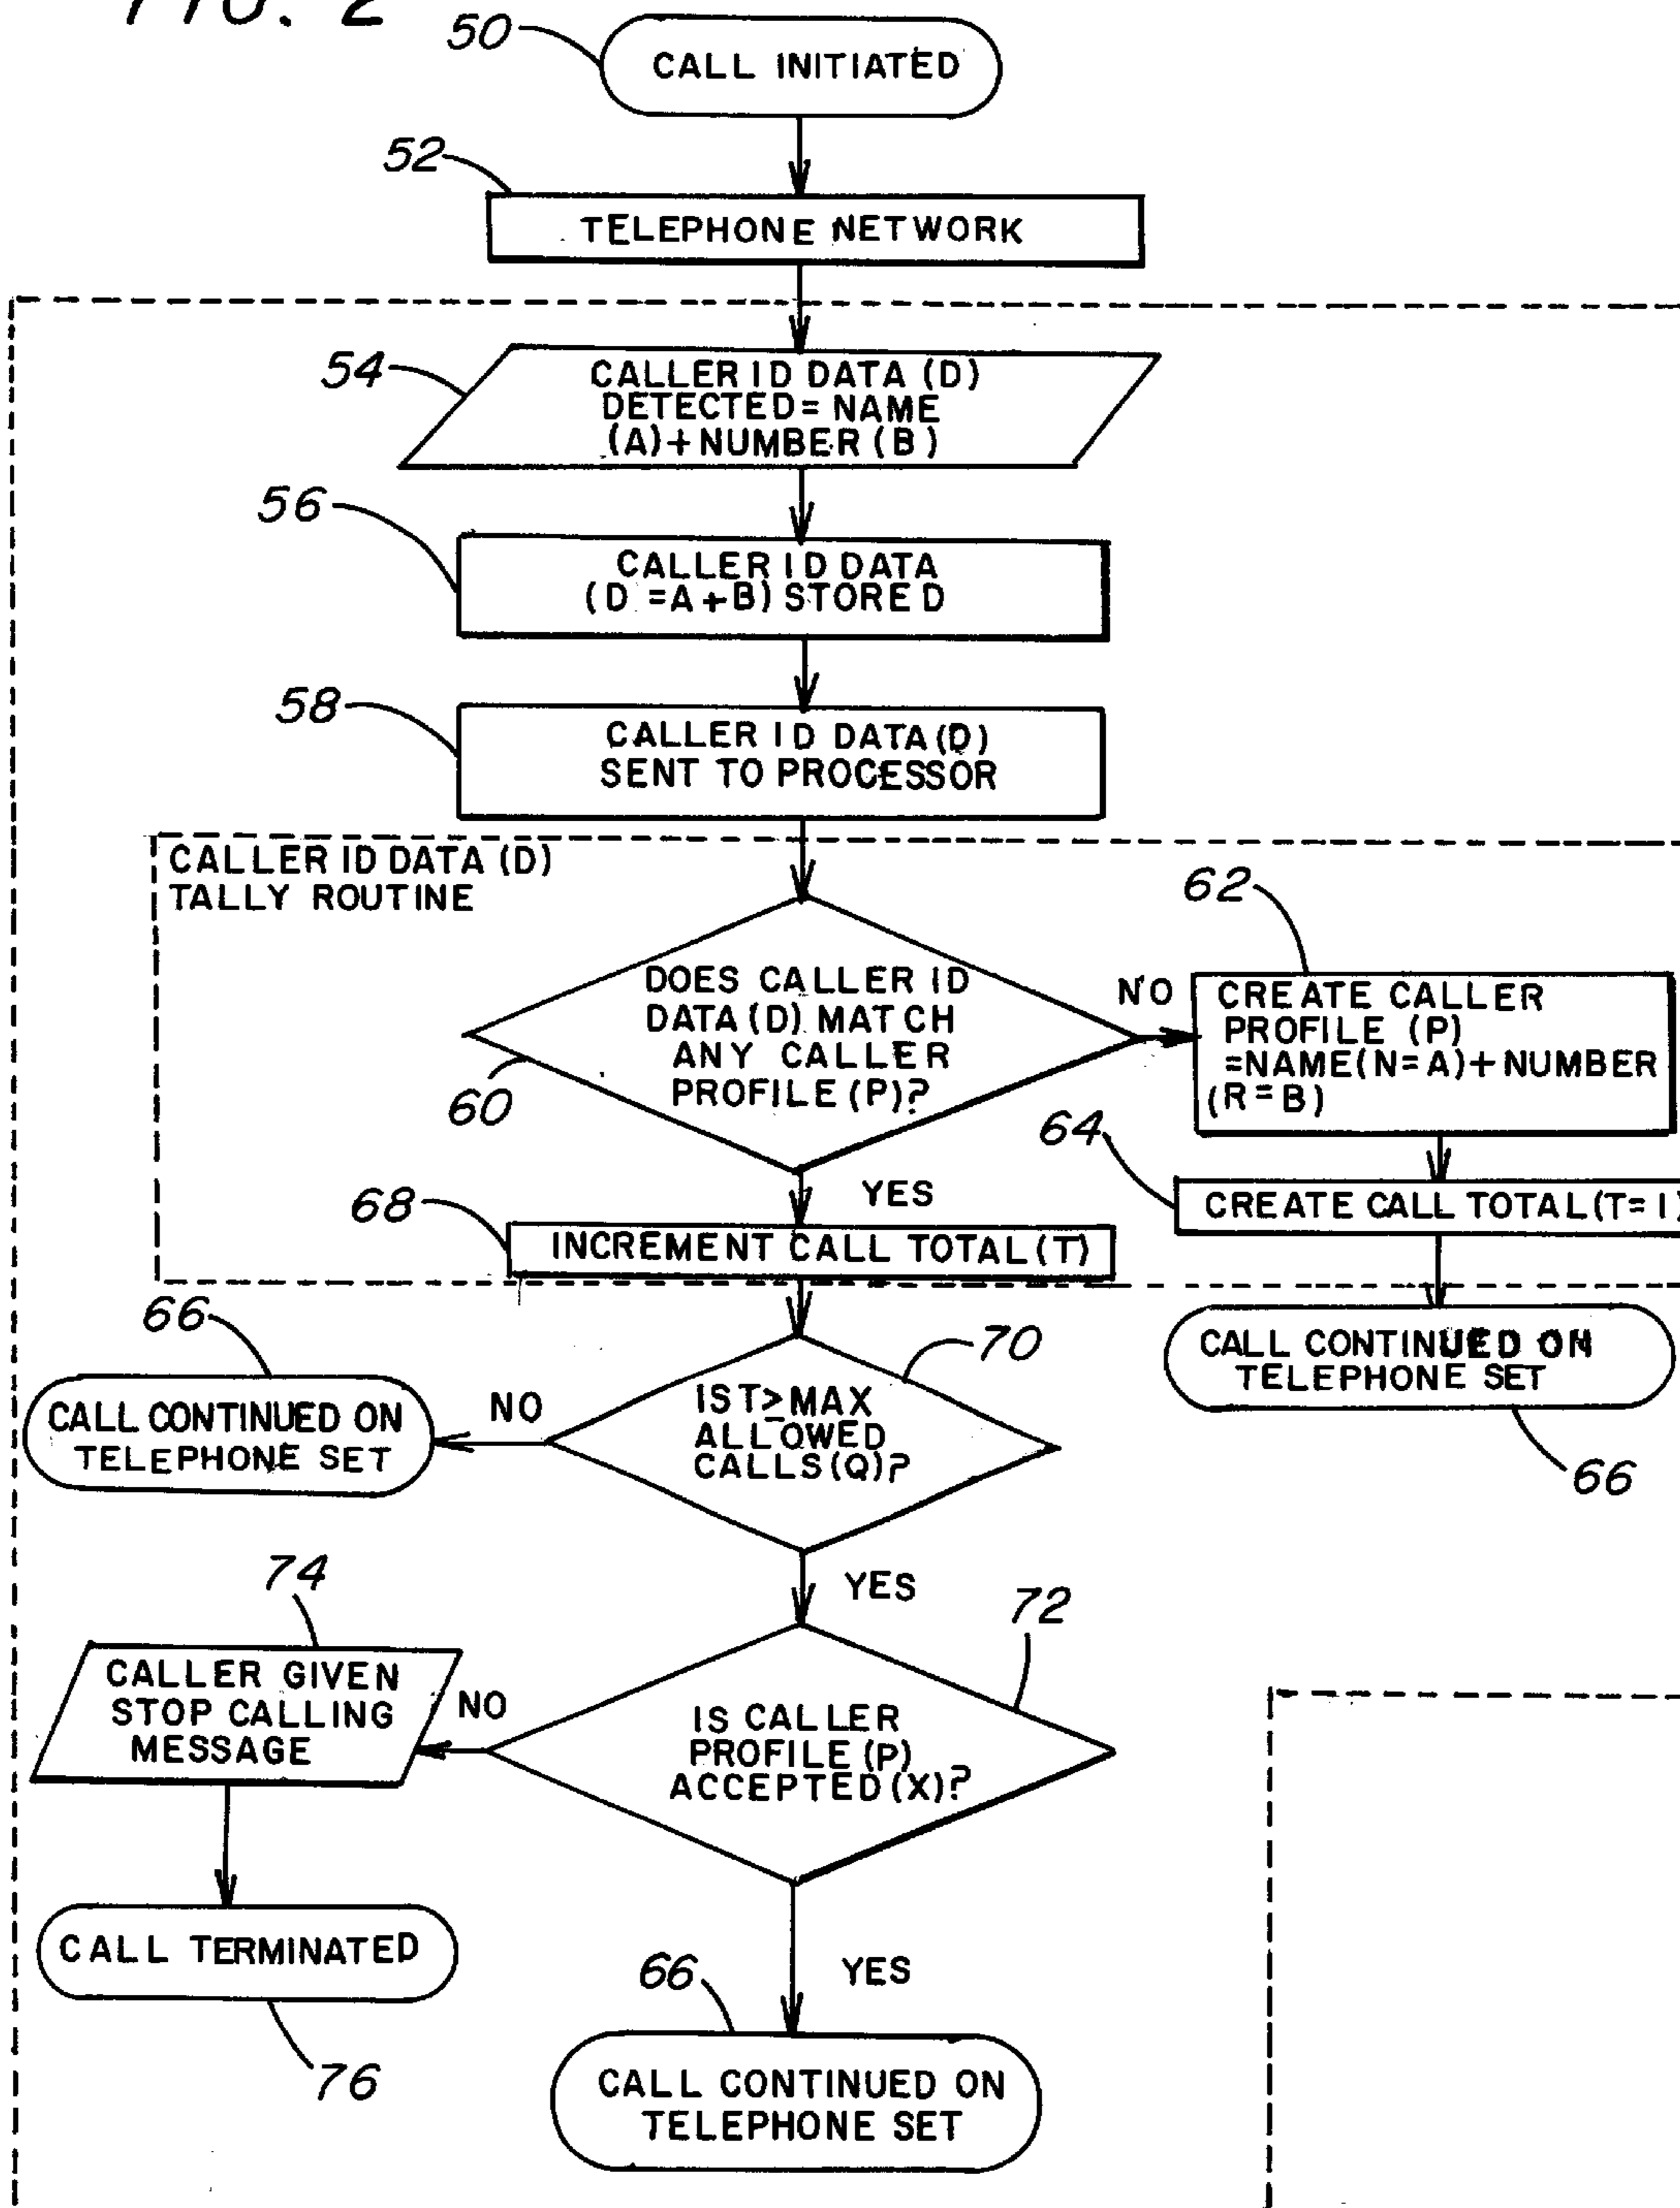 FIG. 2
50
CALL INITIATED
52
TELEPHONE NETWORK
54
CALLER ID DATA (D)
DETECTED = NAME
(A)+NUMBER (B)
56
CALLER ID DATA
(D =A+B) STORED
58
CALLER ID DATA(D)
SENT TO PROCESSOR
CALLER ID DATA (D)
TALLY ROUTINE
60
DOES CALLER ID
DATA(D) MATCH
ANY CALLER
PROFILE(P)?
NO
62
CREATE CALLER
PROFILE (P)
=NAME(N=A)+NUMBER
(R=B)
64
CREATE CALL TOTAL(T=1)
YES
68
INCREMENT CALL TOTAL(T)
66
CALL CONTINUED ON
TELEPHONE SET
66
CALL CONTINUED ON
TELEPHONE SET
NO
70
IS T≥MAX
ALLOWED
CALLS(Q)?
YES
72
IS CALLER
PROFILE(P)
ACCEPTED(X)?
NO
74
CALLER GIVEN
STOP CALLING
MESSAGE
CALL TERMINATED
76
YES
66
CALL CONTINUED ON
TELEPHONE SET